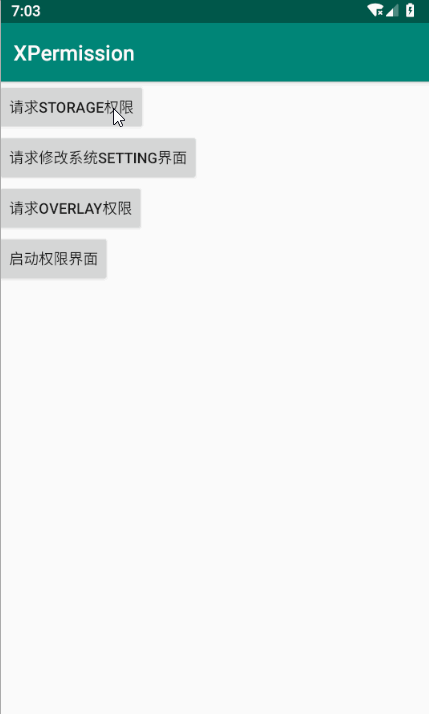 7:03
XPermission
请求STORAGE权限
请求修改系统SETTING界面
请求OVERLAY权限
启动权限界面